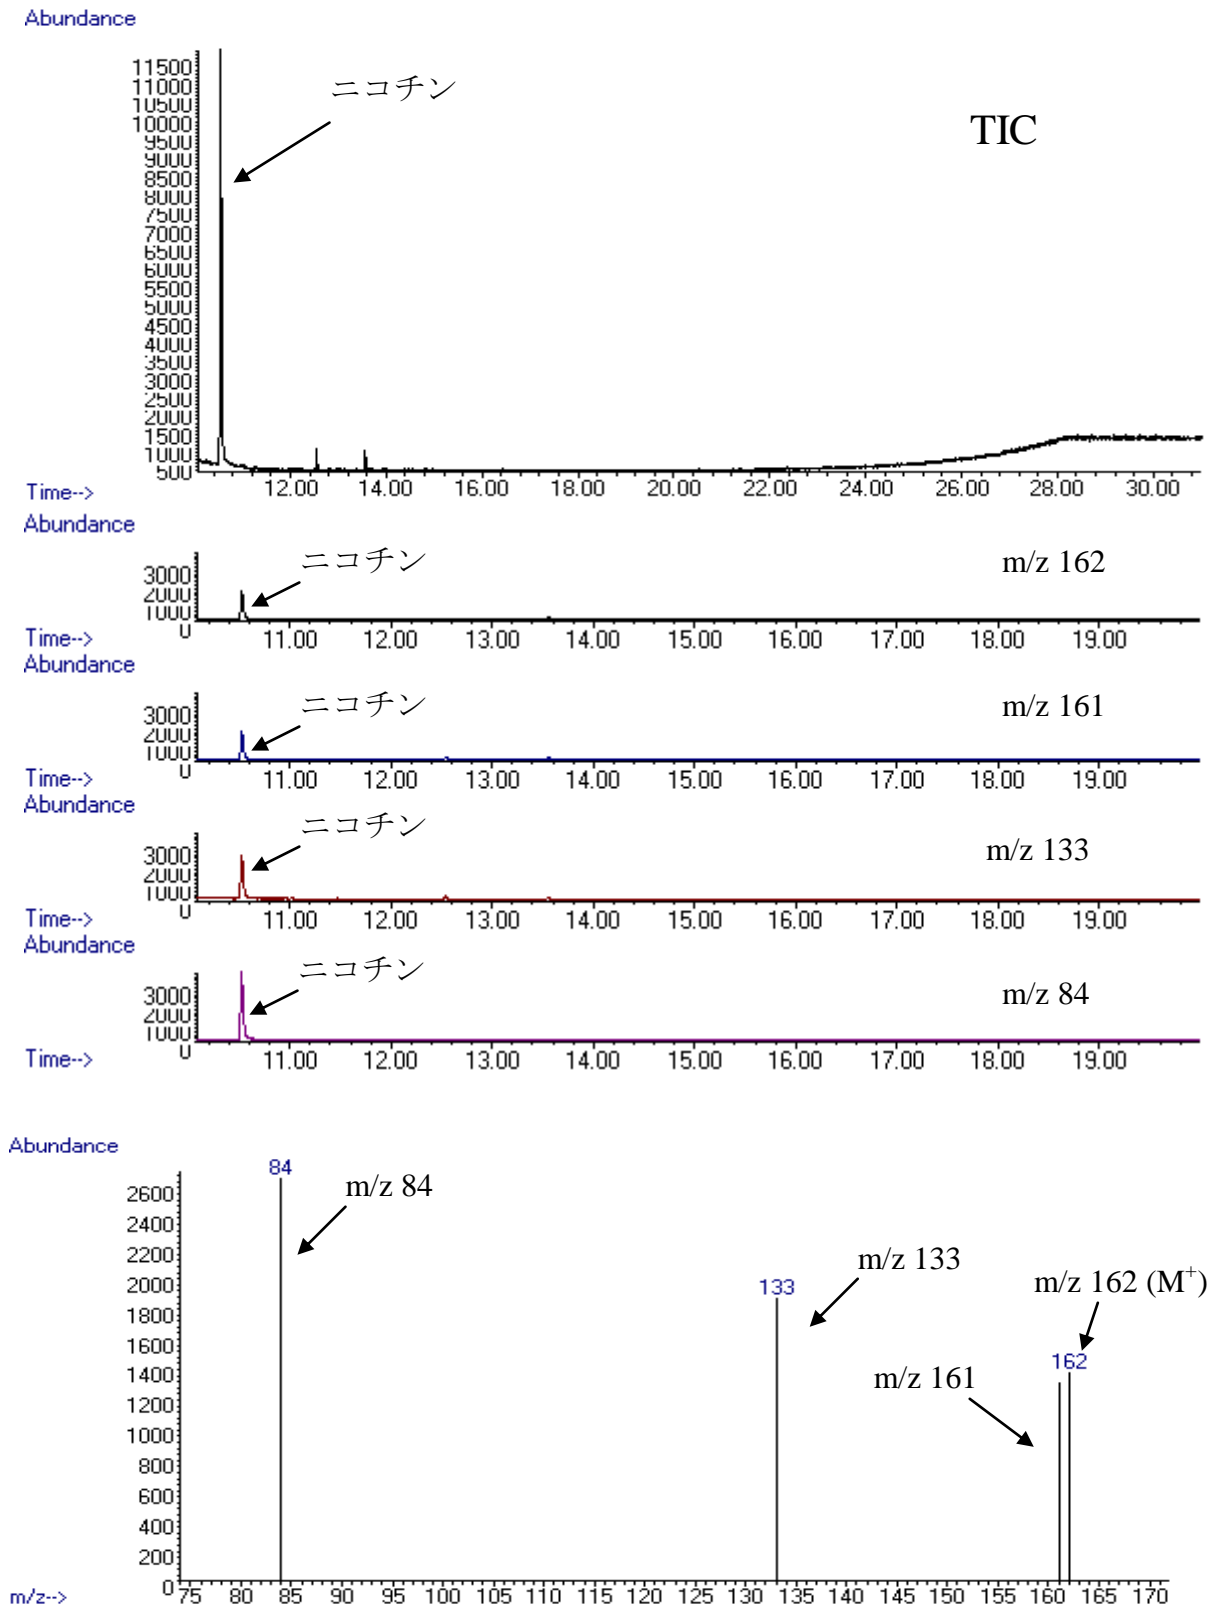 Abundance
11500
11000
10500
10000
9500
9000
8500
8000
7500
7000
6500
6000
5500
5000
4500
4000
3500
3000
2500
2000
1500
1000
500
ニコチン
TIC
Time--> 12.00 14.00 16.00 18.00 20.00 22.00 24.00 26.00 28.00 30.00
Abundance
ニコチン
m/z 162
3000
2000
1000
0
Time--> 11.00 12.00 13.00 14.00 15.00 16.00 17.00 18.00 19.00
Abundance
ニコチン
m/z 161
3000
2000
1000
0
Time--> 11.00 12.00 13.00 14.00 15.00 16.00 17.00 18.00 19.00
Abundance
ニコチン
m/z 133
3000
2000
1000
0
Time--> 11.00 12.00 13.00 14.00 15.00 16.00 17.00 18.00 19.00
Abundance
ニコチン
m/z 84
3000
2000
1000
0
Time--> 11.00 12.00 13.00 14.00 15.00 16.00 17.00 18.00 19.00
Abundance
84
m/z 84
133
m/z 133
m/z 162 (M+)
162
m/z 161
2600
2400
2200
2000
1800
1600
1400
1200
1000
800
600
400
200
0
m/z--> 75 80 85 90 95 100 105 110 115 120 125 130 135 140 145 150 155 160 165 170